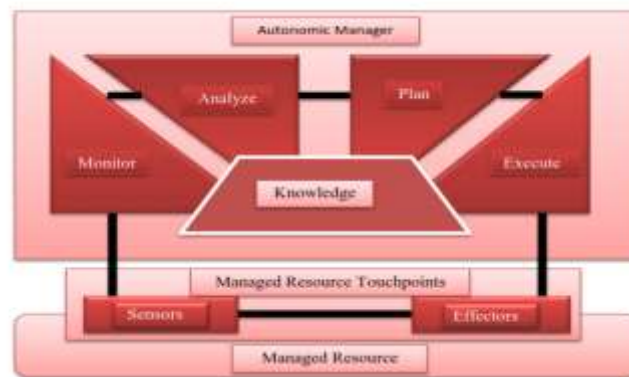 Autonomic Manager
Analyze
Plan
Monitor
Execute
Knowledge
Managed Resource Touchpoints
Sensors
Effectors
Managed Resource